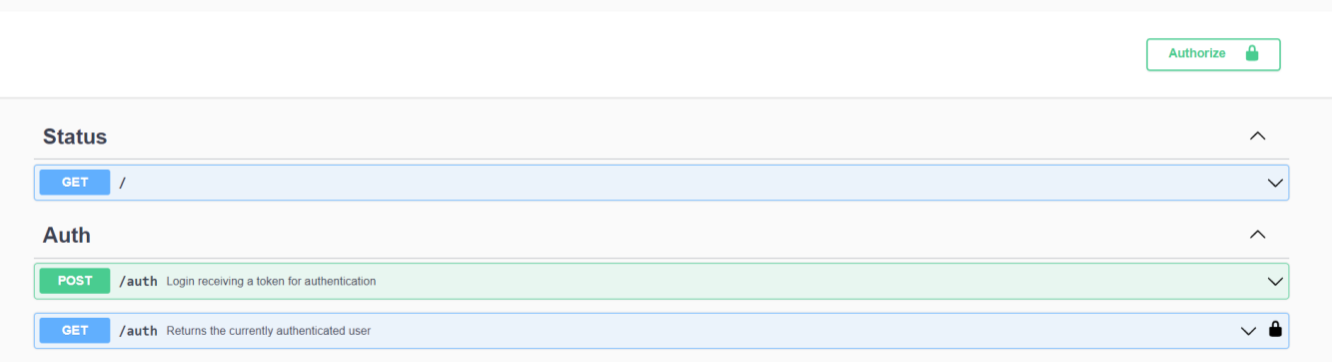 Authorize
Status
GET /
Auth
POST /auth Login receiving a token for authentication
GET /auth Returns the currently authenticated user